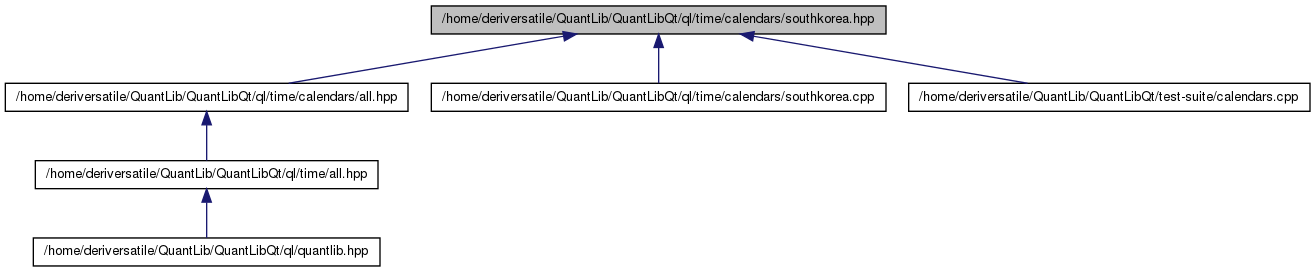 /home/deriversatile/QuantLib/QuantLibQt/ql/time/calendars/southkorea.hpp
/home/deriversatile/QuantLib/QuantLibQt/ql/time/calendars/all.hpp
/home/deriversatile/QuantLib/QuantLibQt/ql/time/calendars/southkorea.cpp
/home/deriversatile/QuantLib/QuantLibQt/test-suite/calendars.cpp
/home/deriversatile/QuantLib/QuantLibQt/ql/time/all.hpp
/home/deriversatile/QuantLib/QuantLibQt/ql/quantlib.hpp